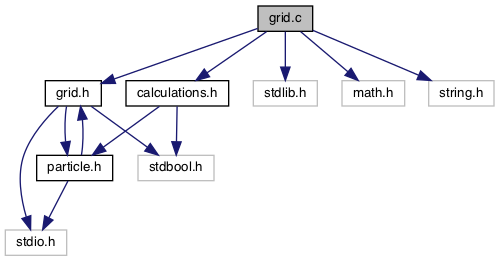 grid.c
grid.h
calculations.h
stdlib.h
math.h
string.h
particle.h
stdbool.h
stdio.h